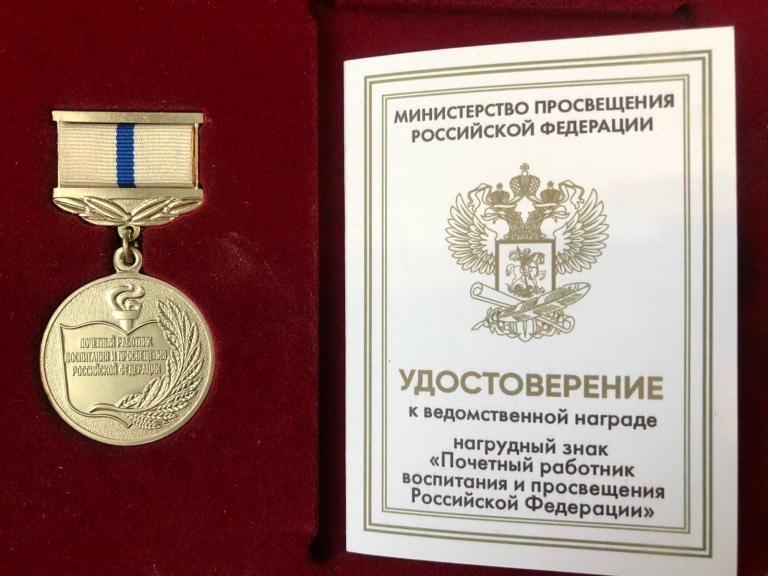 ПОЧЕТНЫЙ РАБОТНИК
ВОСПИТАНИЯ И ПРОСВЕЩЕНИЯ
РОССИЙСКОЙ ФЕДЕРАЦИИ
МИНИСТЕРСТВО ПРОСВЕЩЕНИЯ
РОССИЙСКОЙ ФЕДЕРАЦИИ
УДОСТОВЕРЕНИЕ
к ведомственной награде
нагрудный знак
«Почетный работник
воспитания и просвещения
Российской Федерации»